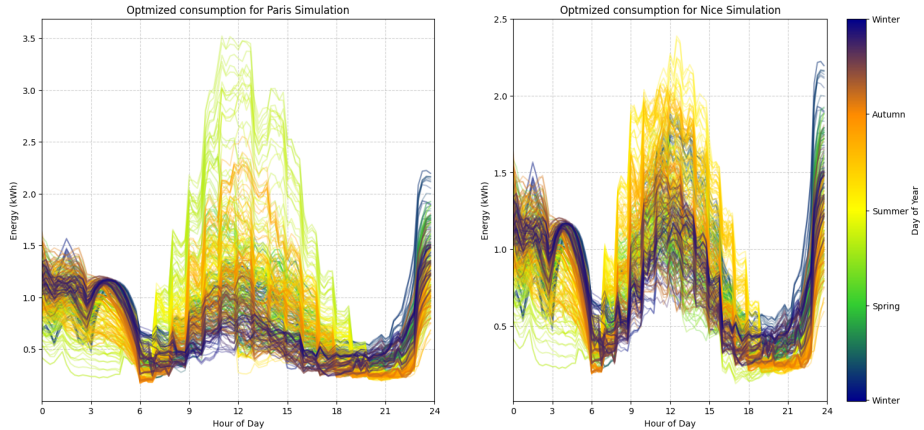 Optmized consumption for Paris Simulation
Energy (kWh)
3.5
3.0
2.5
2.0
1.5
1.0
0.5
0
3
6
9
12
15
18
21
24
Hour of Day
Optmized consumption for Nice Simulation
Energy (kWh)
2.5
2.0
1.5
1.0
0.5
0
3
6
9
12
15
18
21
24
Hour of Day
Winter
Autumn
Summer
Spring
Winter
Day of Year